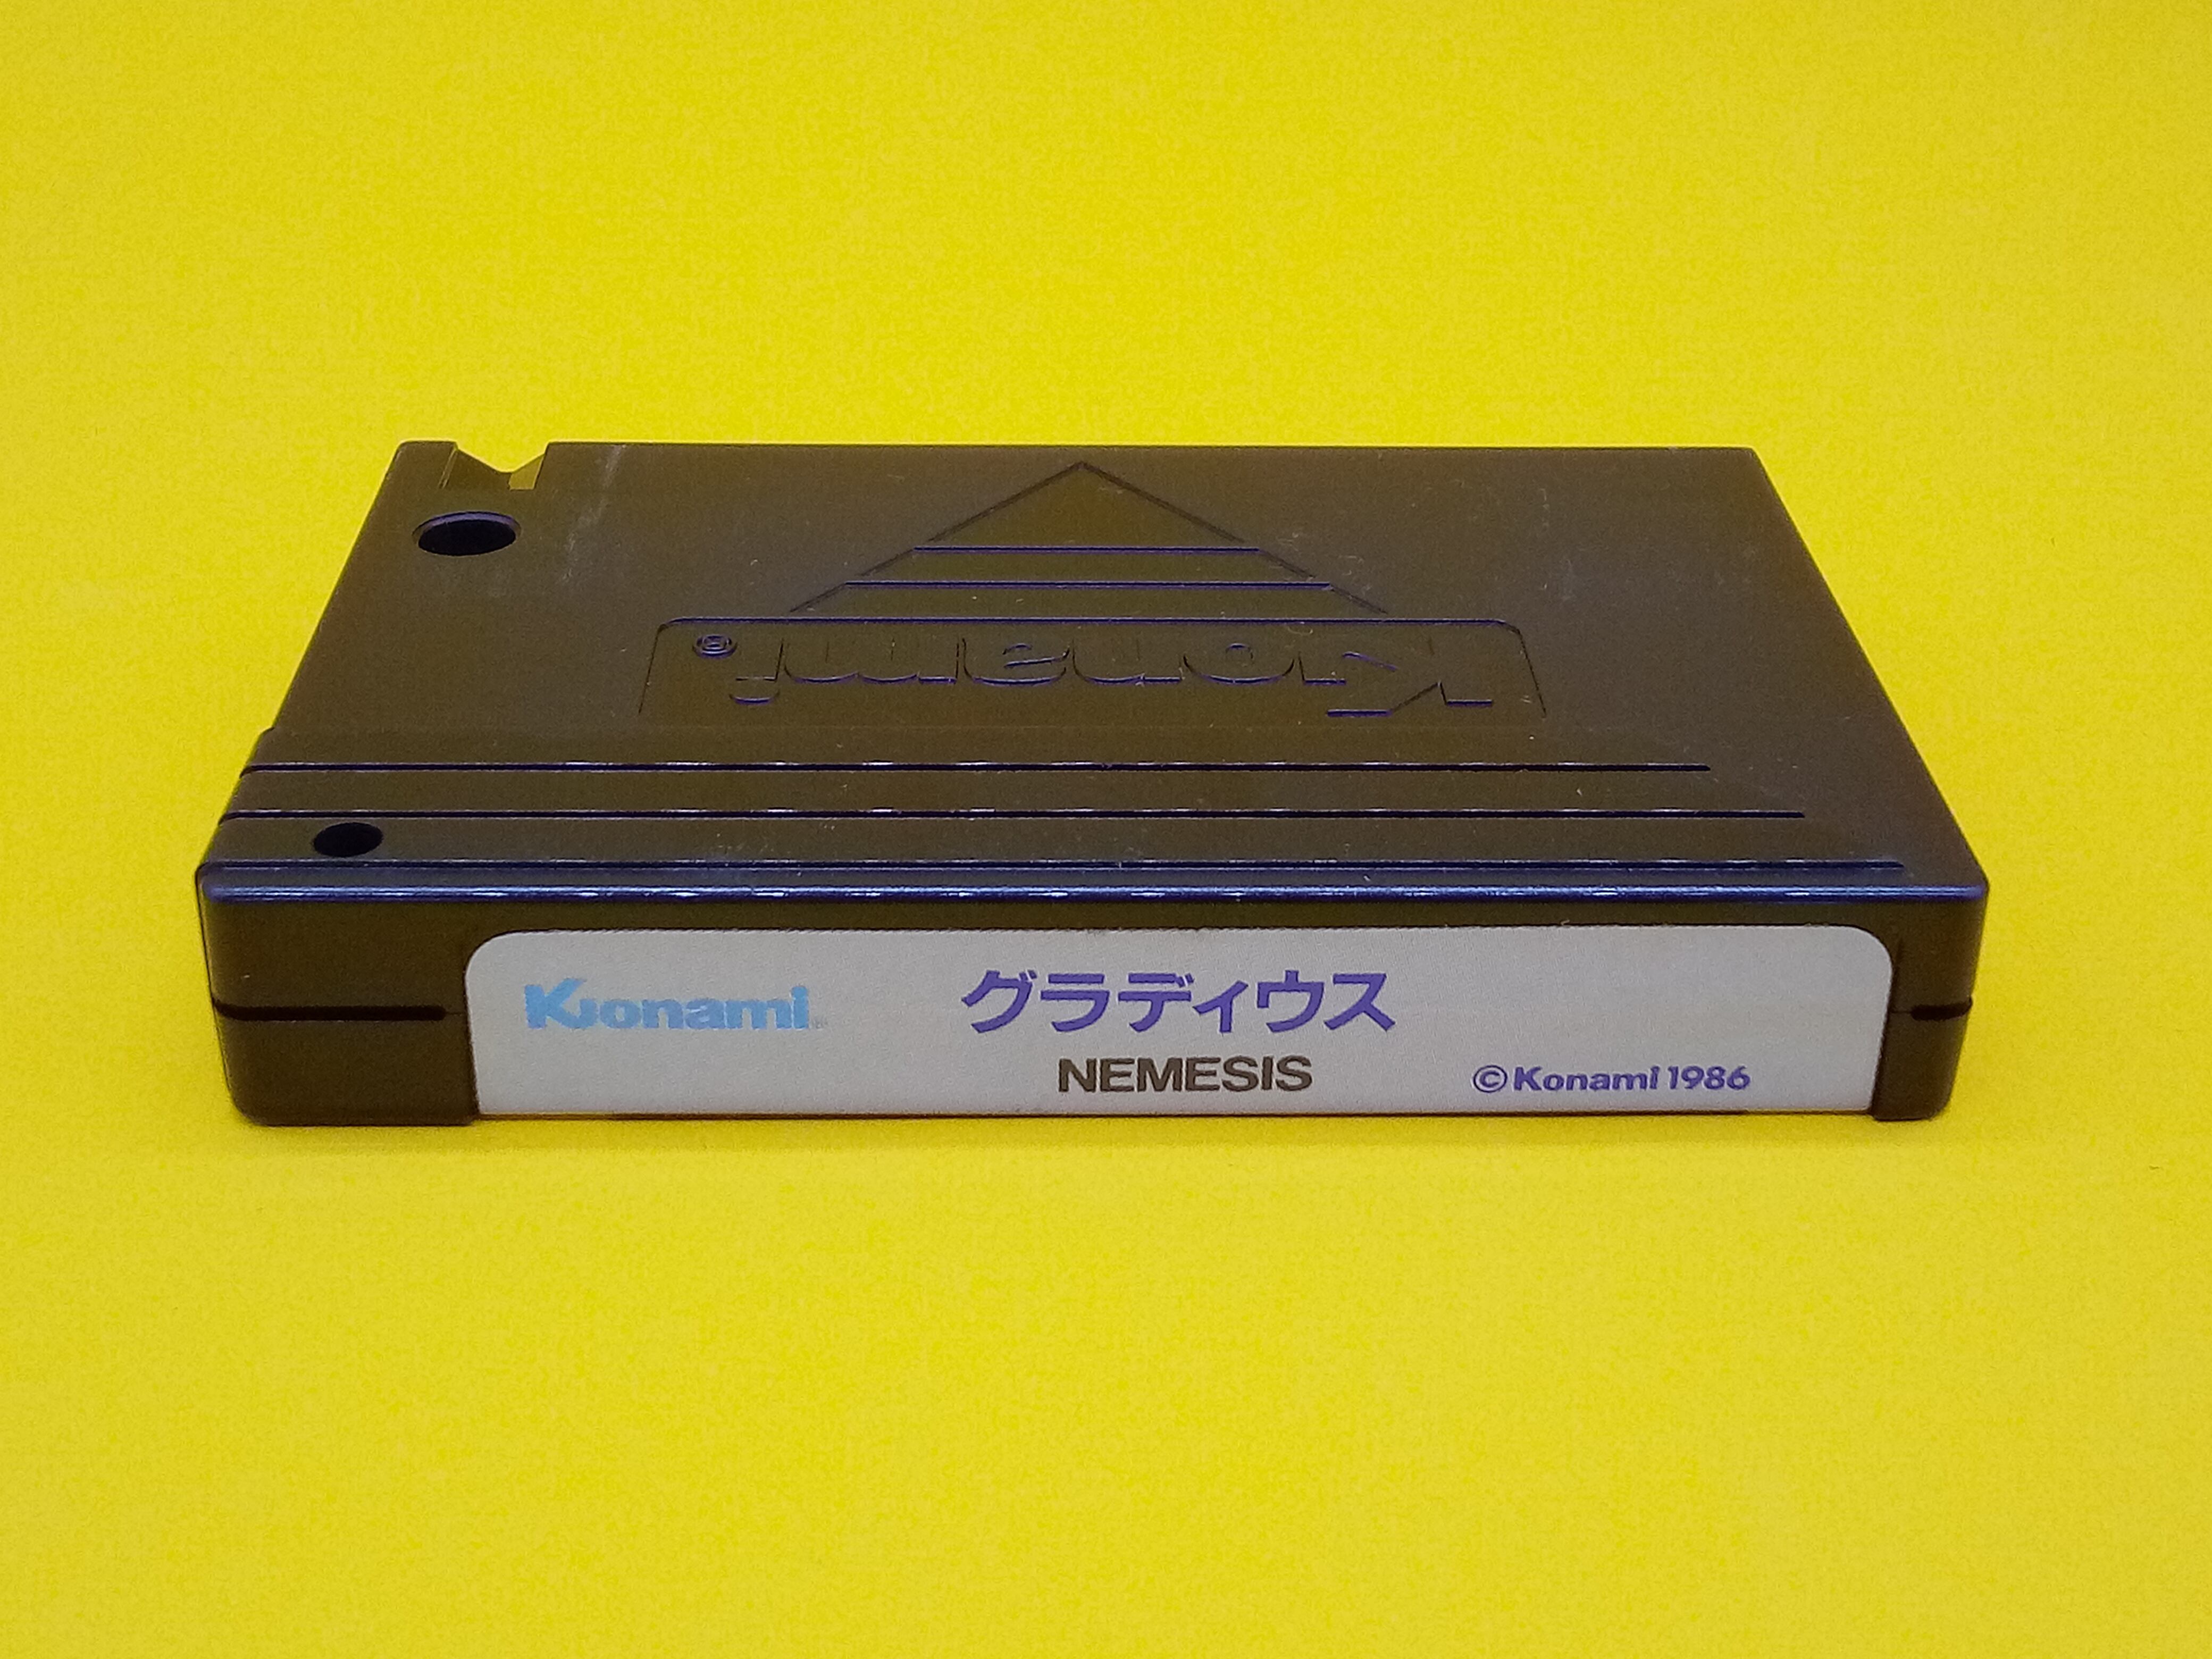 Konami®
Konami
グラディウス
NEMESIS
©Konami 1986